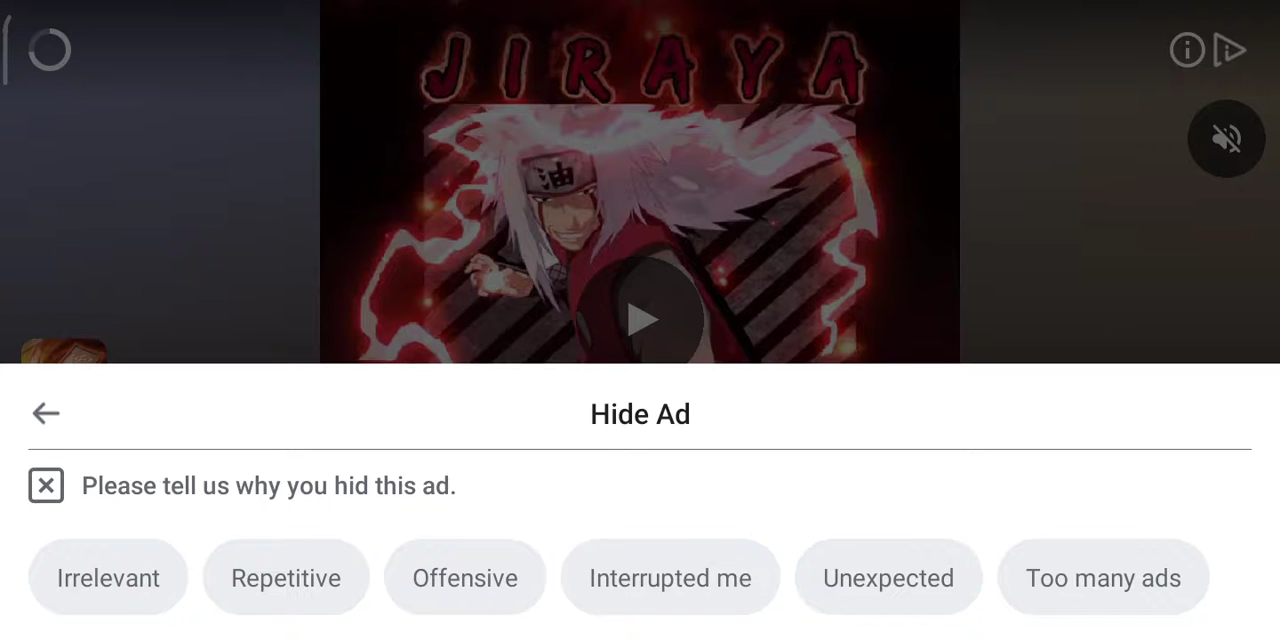 JIRAYA
油
Hide Ad
Please tell us why you hid this ad.
Irrelevant
Repetitive
Offensive
Interrupted me
Unexpected
Too many ads